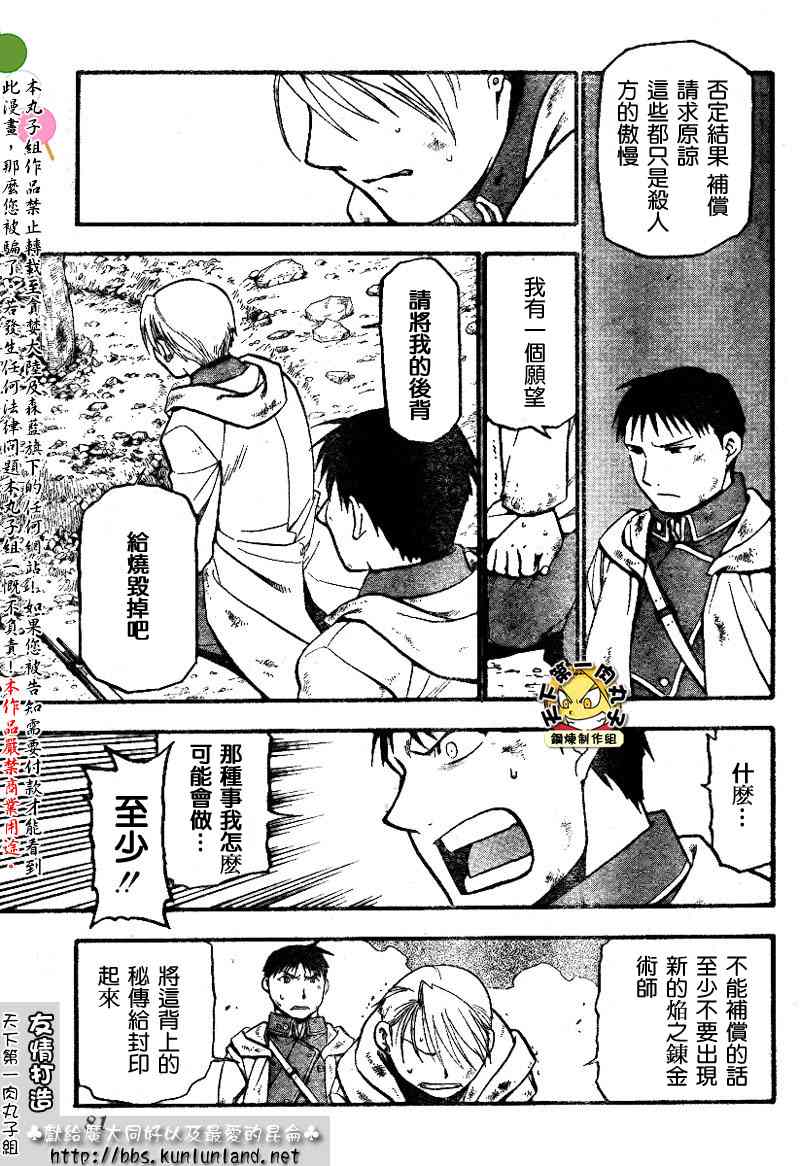 否定結果 補償
請求原諒
這些都只是殺人
方的傲慢
我有一個願望
請將我的後背
給燒毀掉吧
什麼…
那種事我怎麼
可能會做…
至少!!
不能補償的話
至少不要出現
新的焰之鍊金
術師
將這背上的
秘傳給封印
起來
天下第一肉丸子
鋼煉制作組
本丸子組作品禁止轉載至貪婪大陸及森藍旗下的任何網站 如果您被告知需要付款才能看到
此漫畫，那麼您被騙了 若發生任何法律問題本丸子組一慨不負責！本作品嚴禁商業用途。
友情打造
天下第一肉丸子組
♣獻給廣大同好以及最愛的昆侖♣
http://bbs.kunlunland.net